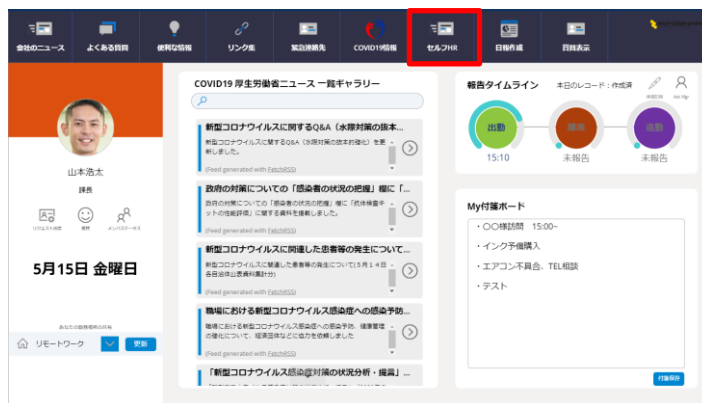 会社のニュース
よくある質問
便利な情報
リンク集
緊急連絡先
COVID19情報
セルフHR
日報作成
目録表示
山本浩太
課長
5月15日 金曜日
あなたの勤務場所の共有
リモートワーク
更新
COVID19 厚生労働省ニュース 一覧ギャラリー
新型コロナウイルスに関するQ&A（水際対策の抜本...
新型コロナウイルスに関するQ&A（水際対策の抜本的強化）を更
新しました。
(Feed generated with FetchRSS)
政府の対策についての「感染者の状況の把握」欄に「...
政府の対策についての「感染者の状況の把握」欄に「抗体検査キ
ットの性能評価」に関する資料を掲載しました。
(Feed generated with FetchRSS)
新型コロナウイルスに関連した患者等の発生について...
新型コロナウイルスに関連した患者等の発生について(５月１４日
各自治体公表資料集計分)
(Feed generated with FetchRSS)
職場における新型コロナウイルス感染症への感染予防...
職場における新型コロナウイルス感染症への感染予防、健康管理
の強化について、経済団体などに協力を依頼しま
した
(Feed generated with FetchRSS)
「新型コロナウイルス感染症対策の状況分析・提言」...
報告タイムライン
本日のレコード：作成済
出勤
離席
退勤
15:10
未報告
未報告
My付箋ボード
・〇〇様訪問 15:00~
・インク予備購入
・エアコン不具合、TEL相談
・テスト
付箋保存